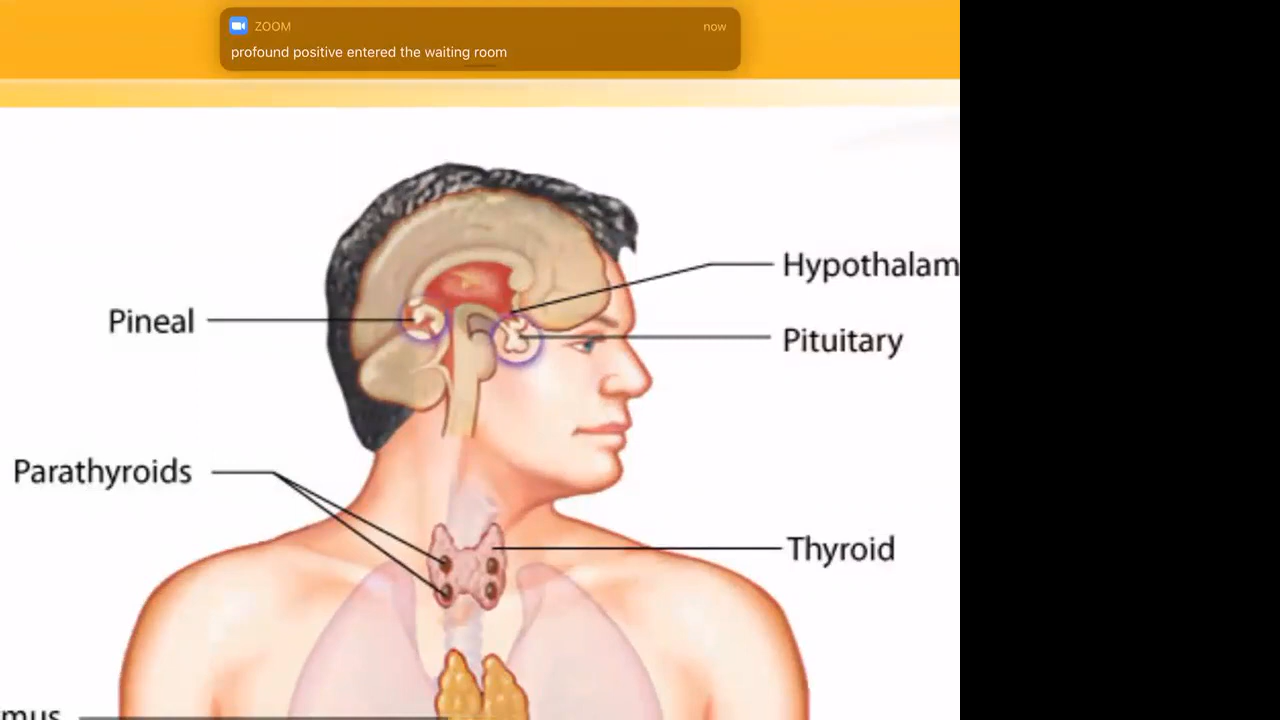 ZOOM now
profound positive entered the waiting room
Hypothalam
Pineal
Pituitary
Parathyroids
Thyroid
mus